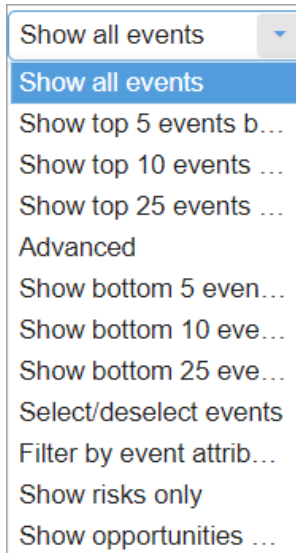 Show all events
Show all events
Show top 5 events b...
Show top 10 events ...
Show top 25 events ...
Advanced
Show bottom 5 even...
Show bottom 10 eve...
Show bottom 25 eve...
Select/deselect events
Filter by event attrib...
Show risks only
Show opportunities ...